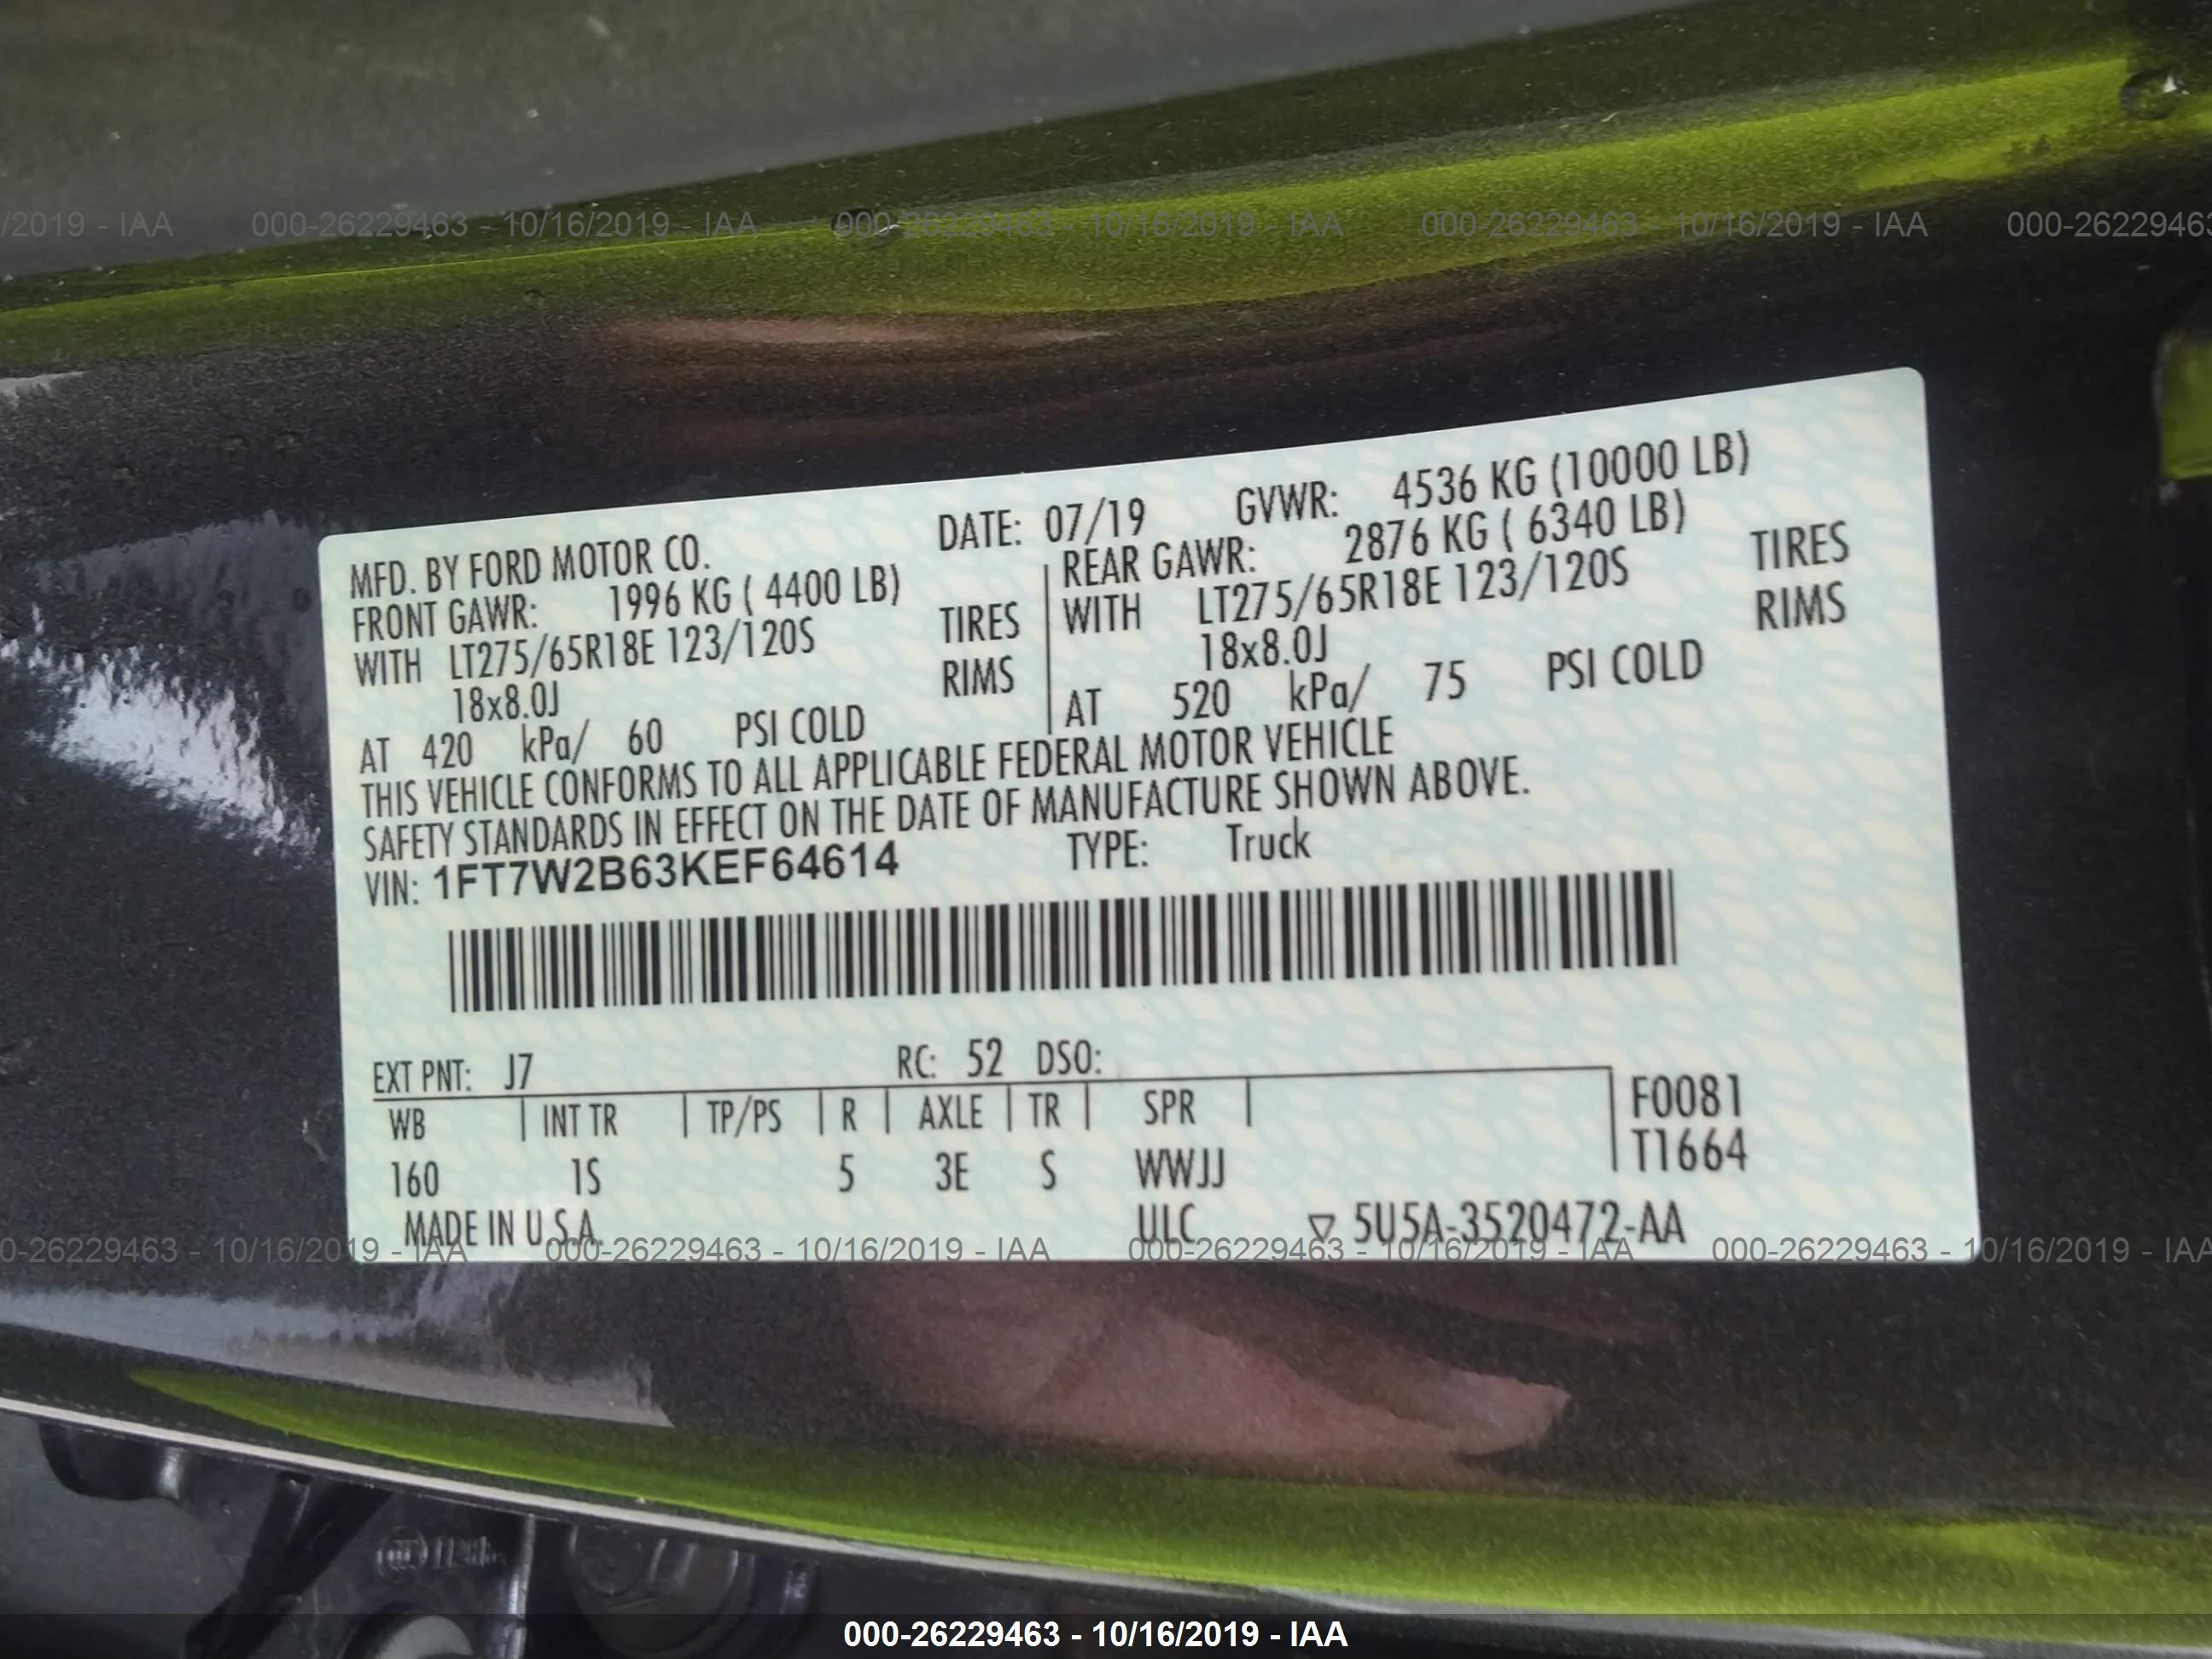 /2019 - IAA 000-26229463 - 10/16/2019 - IAA 000-26229463 - 10/16/2019 - IAA 000-26229463 - 10/16/2019 - IAA 000-26229463
MFD. BY FORD MOTOR CO. DATE: 07/19 GVWR: 4536 KG (10000 LB)
FRONT GAWR: 1996 KG ( 4400 LB) REAR GAWR: 2876 KG ( 6340 LB)
WITH LT275/65R18E 123/120S TIRES WITH LT275/65R18E 123/120S TIRES
18x8.0J RIMS 18x8.0J RIMS
AT 420 kPa/ 60 PSI COLD AT 520 kPa/ 75 PSI COLD
THIS VEHICLE CONFORMS TO ALL APPLICABLE FEDERAL MOTOR VEHICLE
SAFETY STANDARDS IN EFFECT ON THE DATE OF MANUFACTURE SHOWN ABOVE.
VIN: 1FT7W2B63KEF64614 TYPE: Truck
EXT PNT: J7 RC: 52 DSO:
WB INT TR TP/PS R AXLE TR SPR F0081
T1664
160 1S 5 3E S WWJJ
MADE IN U.S.A. ULC ▽ 5U5A-3520472-AA
0-26229463 - 10/16/2019 - IAA 000-26229463 - 10/16/2019 - IAA 000-26229463 - 10/16/2019 - IAA 000-26229463 - 10/16/2019 - IAA
000-26229463 - 10/16/2019 - IAA